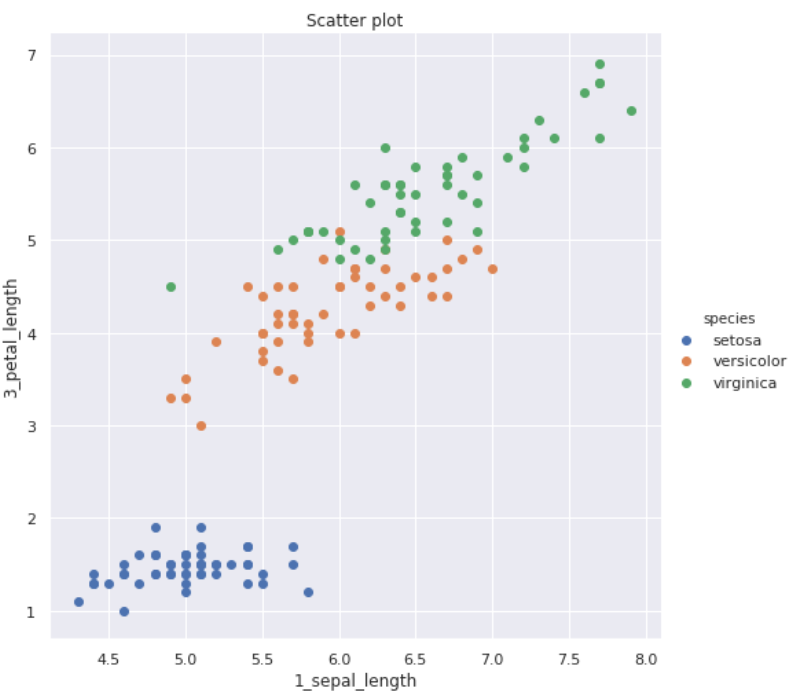 Scatter plot
7
6
5
4
3
2
1
3_petal_length
4.5 5.0 5.5 6.0 6.5 7.0 7.5 8.0
1_sepal_length
species
setosa
versicolor
virginica